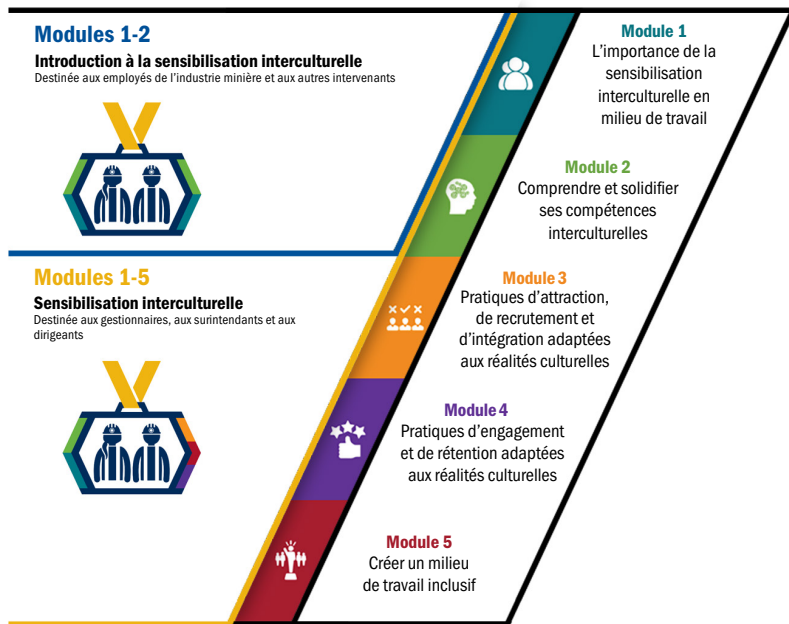 Modules 1-2
Introduction à la sensibilisation interculturelle
Destinée aux employés de l'industrie minière et aux autres intervenants
Modules 1-5
Sensibilisation interculturelle
Destinée aux gestionnaires, aux surintendants et aux
dirigeants
Module 1
L'importance de la
sensibilisation
interculturelle en
milieu de travail
Module 2
Comprendre et solidifier
ses compétences
interculturelles
Module 3
Pratiques d'attraction,
de recrutement et
d'intégration adaptées
aux réalités culturelles
Module 4
Pratiques d'engagement
et de rétention adaptées
aux réalités culturelles
Module 5
Créer un milieu
de travail inclusif